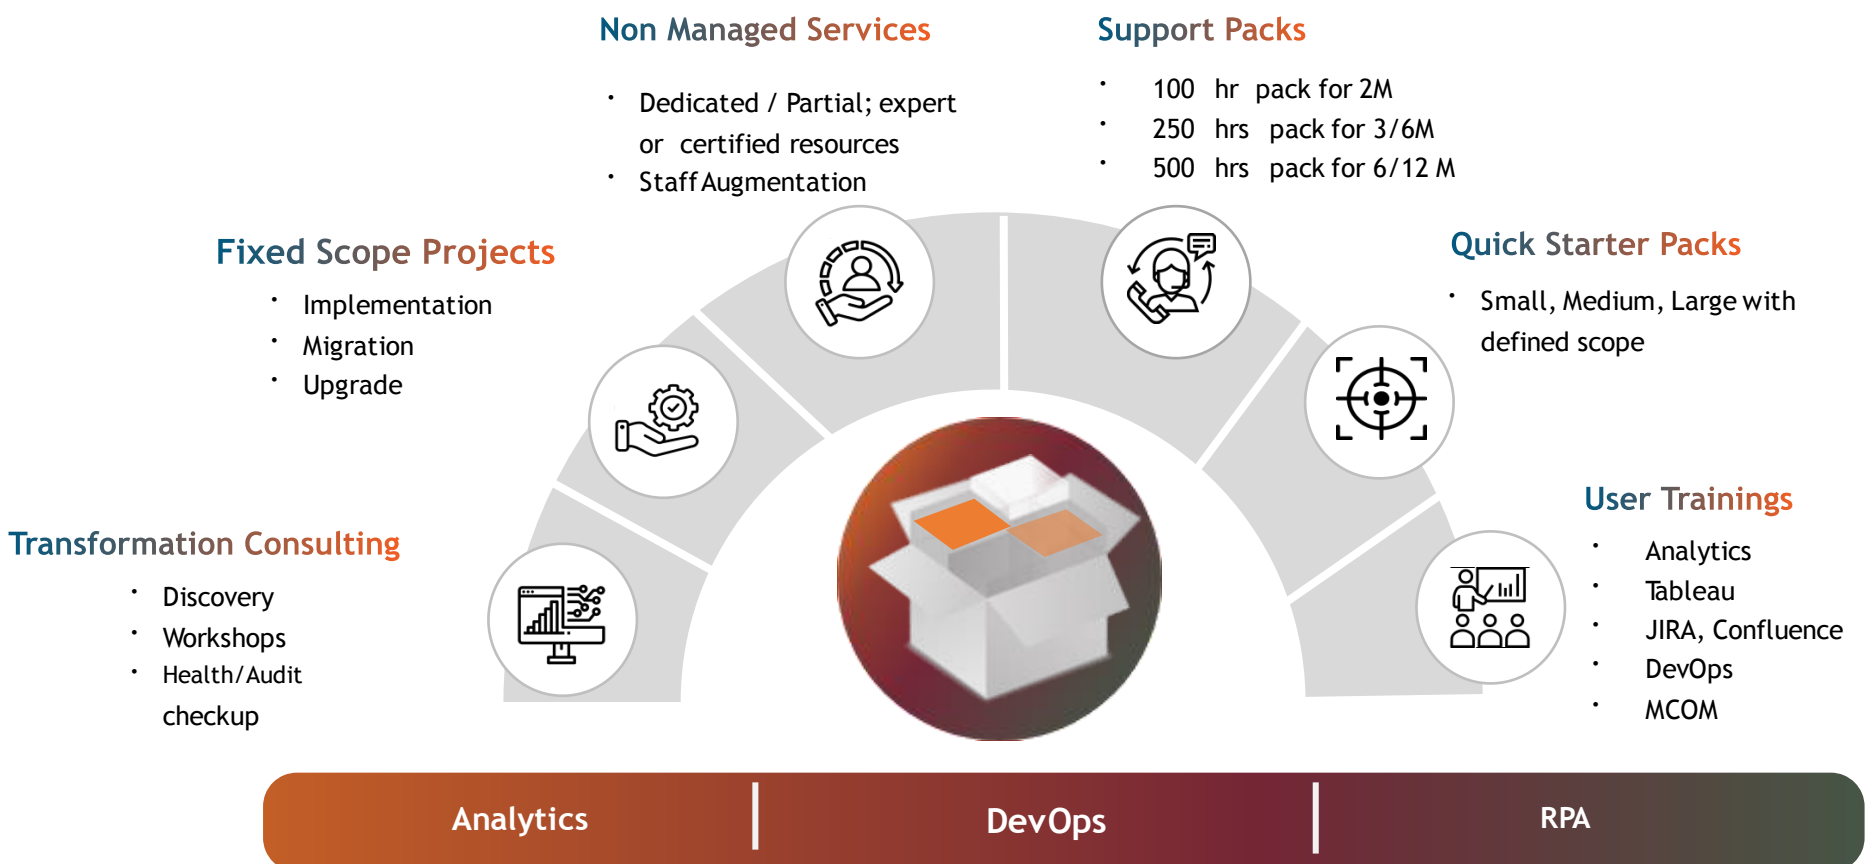 Non Managed Services
• Dedicated / Partial; expert
or certified resources
• Staff Augmentation
Support Packs
• 100 hr pack for 2M
• 250 hrs pack for 3/6M
• 500 hrs pack for 6/12 M
Fixed Scope Projects
• Implementation
• Migration
• Upgrade
Quick Starter Packs
• Small, Medium, Large with
defined scope
Transformation Consulting
• Discovery
• Workshops
• Health/Audit
checkup
User Trainings
• Analytics
• Tableau
• JIRA, Confluence
• DevOps
• MCOM
Analytics
DevOps
RPA